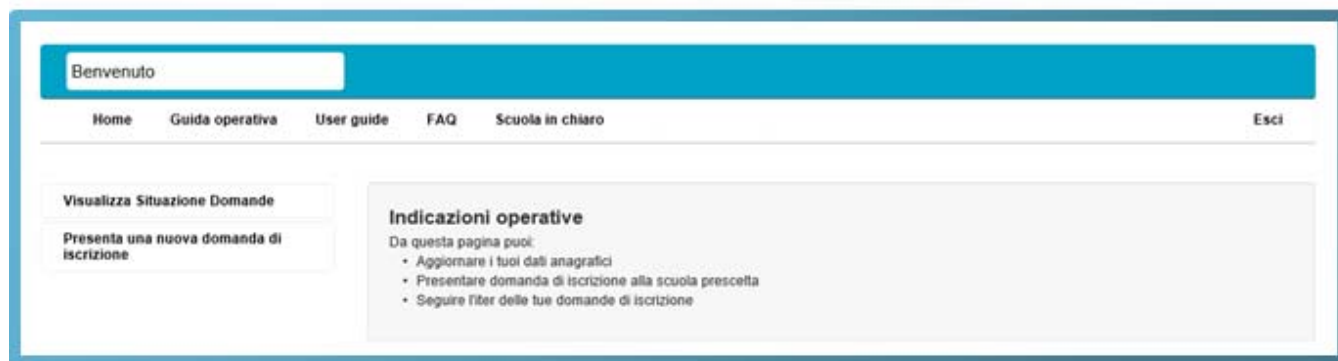 Benvenuto
Home Guida operativa User guide FAQ Scuola in chiaro Esci
Visualizza Situazione Domande
Presenta una nuova domanda di
iscrizione
Indicazioni operative
Da questa pagina puoi:
• Aggiornare i tuoi dati anagrafici
• Presentare domanda di iscrizione alla scuola prescelta
• Seguire l'iter delle tue domande di iscrizione